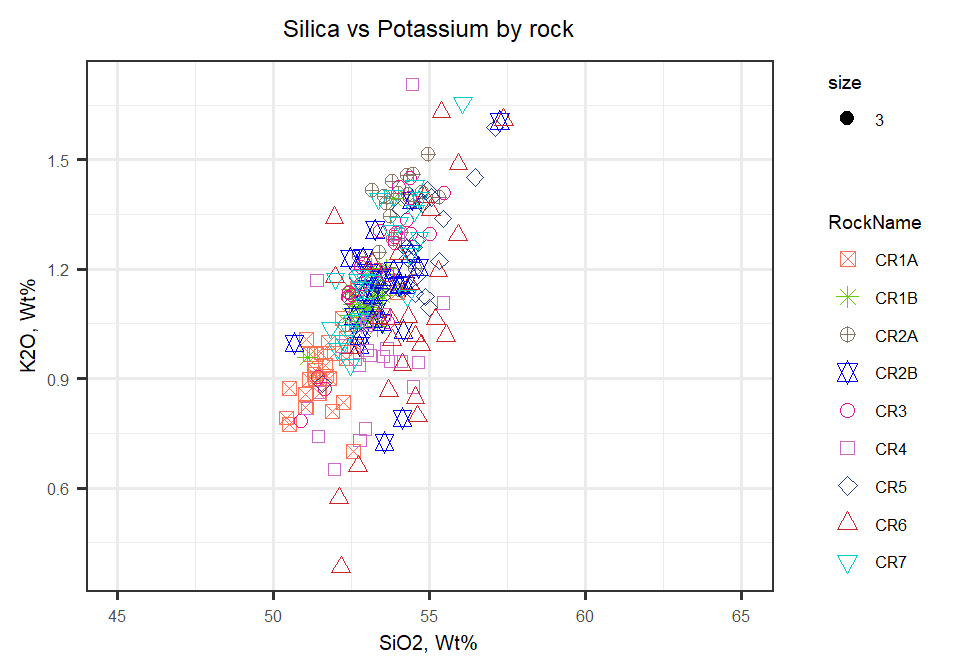 Silica vs Potassium by rock
K2O, Wt%
1.5
1.2
0.9
0.6
45 50 55 60 65
SiO2, Wt%
size
3
RockName
CR1A
CR1B
CR2A
CR2B
CR3
CR4
CR5
CR6
CR7